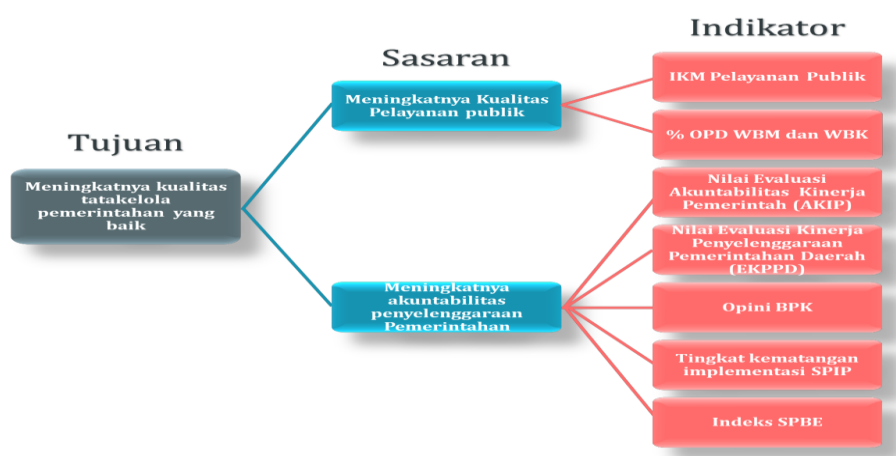 Tujuan
Meningkatnya kualitas
tatakelola
pemerintahan yang
baik
Sasaran
Meningkatnya Kualitas
Pelayanan publik
Meningkatnya
akuntabilitas
penyelenggaraan
Pemerintahan
Indikator
IKM Pelayanan Publik
% OPD WBM dan WBK
Nilai Evaluasi
Akuntabilitas Kinerja
Pemerintah (AKIP)
Nilai Evaluasi Kinerja
Penyelenggaraan
Pemerintahan Daerah
(EKPPD)
Opini BPK
Tingkat kematangan
implementasi SPIP
Indeks SPBE